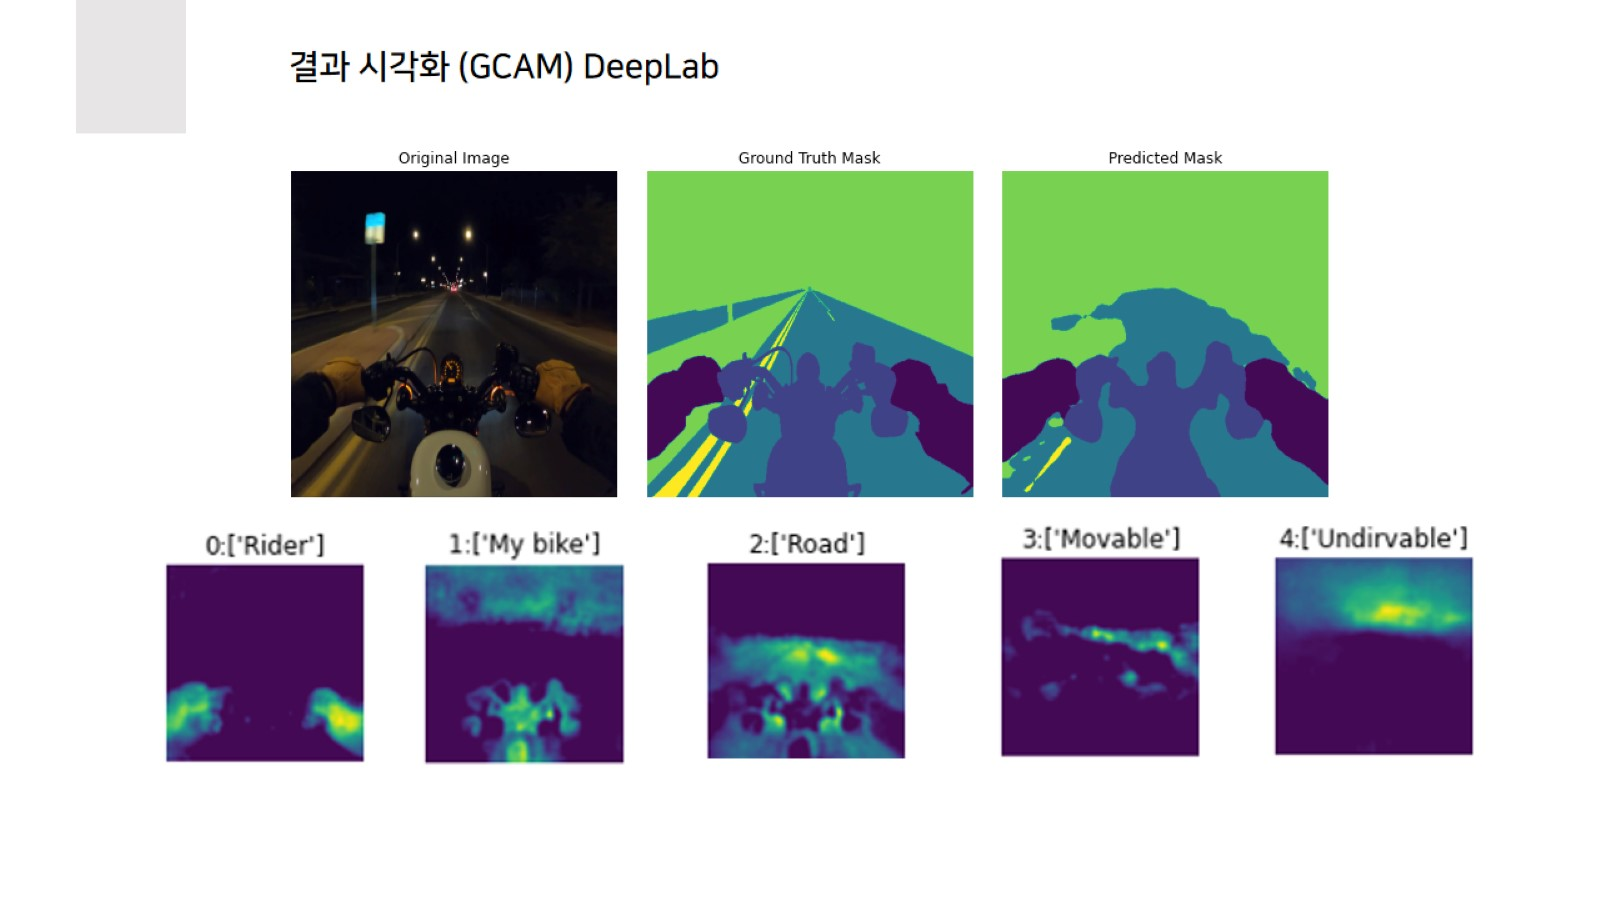 결과 시각화 (GCAM) DeepLab
Original Image
Ground Truth Mask
Predicted Mask
0:['Rider']
1:['My bike']
2:['Road']
3:['Movable']
4:['Undirvable']